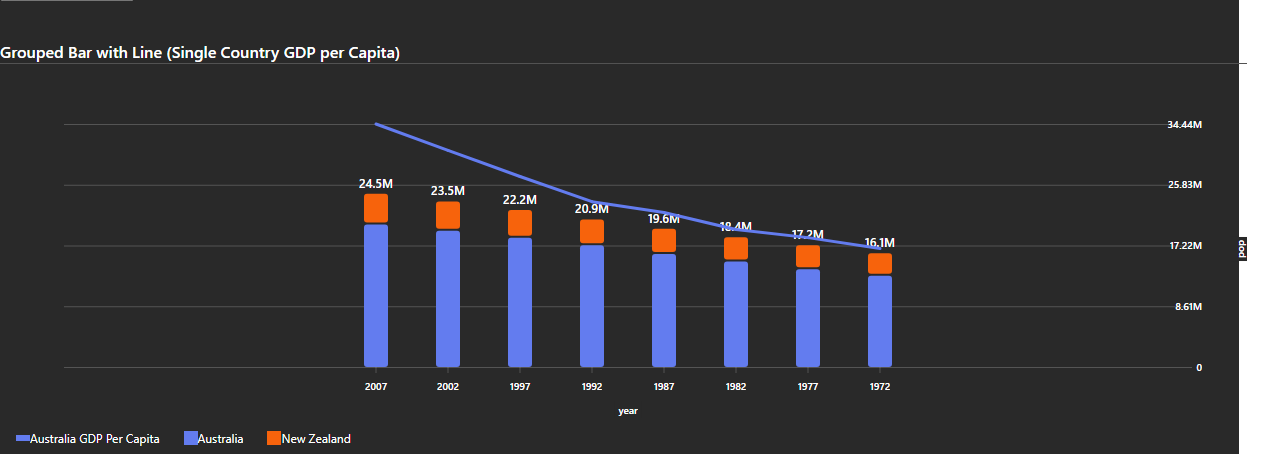 Grouped Bar with Line (Single Country GDP per Capita)
34.44M
24.5M
23.5M
25.83M
22.2M
20.9M
19.6M
18.4M
17.2M
16.1M
17.22M
pop
8.61M
0
2007 2002 1997 1992 1987 1982 1977 1972
year
Australia GDP Per Capita Australia New Zealand